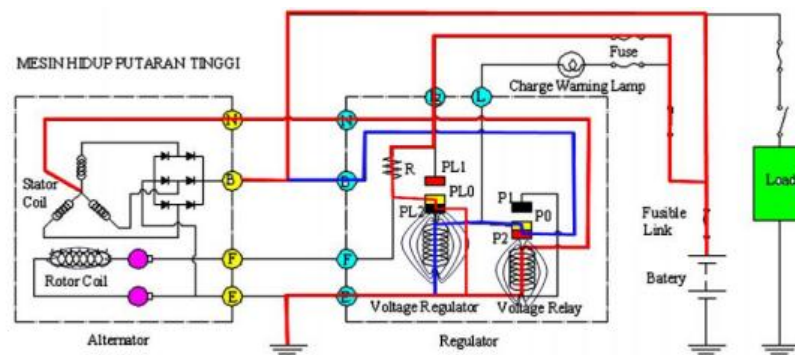 MESIN HIDUP PUTARAN TINGGI
Fuse
Charge Warning Lamp
L
N
N
Stator
Coil
B
B
R
PL1
PL0
PL2
P1
P0
P2
Load
Fusible
Link
F
F
Rotor Coil
Batery
E
E
Voltage Regulator
Voltage Relay
Alternator
Regulator